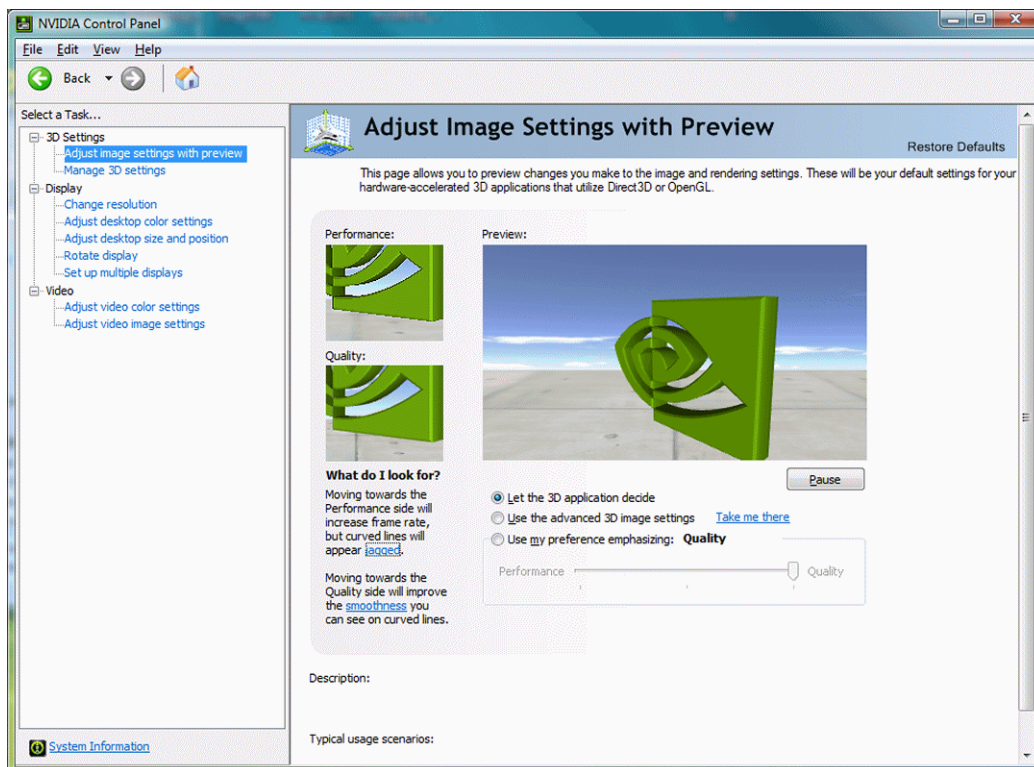 NVIDIA Control Panel
File Edit View Help
Back
Select a Task...
3D Settings
Adjust image settings with preview
Manage 3D settings
Display
Change resolution
Adjust desktop color settings
Adjust desktop size and position
Rotate display
Set up multiple displays
Video
Adjust video color settings
Adjust video image settings
System Information
Adjust Image Settings with Preview
Restore Defaults
This page allows you to preview changes you make to the image and rendering settings. These will be your default settings for your
hardware-accelerated 3D applications that utilize Direct3D or OpenGL.
Performance:
Quality:
What do I look for?
Moving towards the
Performance side will
increase frame rate,
but curved lines will
appear jagged.
Moving towards the
Quality side will improve
the smoothness you
can see on curved lines.
Preview:
Pause
Let the 3D application decide
Use the advanced 3D image settings Take me there
Use my preference emphasizing: Quality
Performance Quality
Description:
Typical usage scenarios: